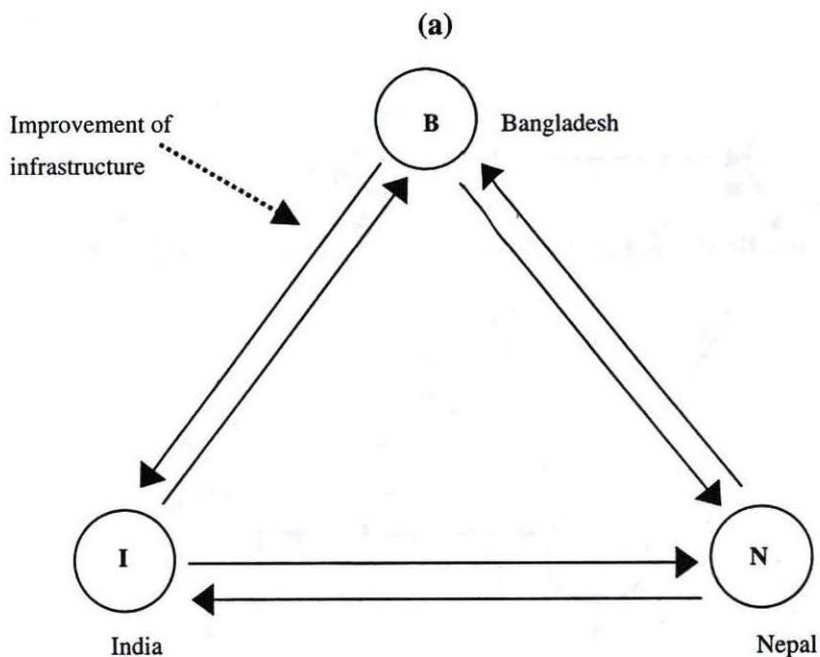 (a)
Improvement of
infrastructure
B
Bangladesh
I
N
India
Nepal